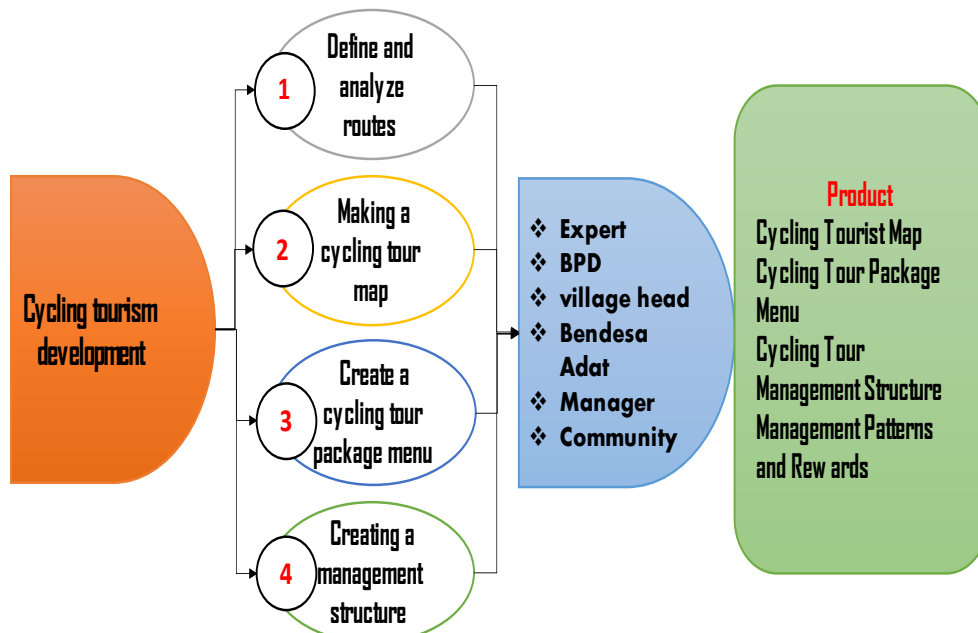 Cycling tourism
development
1
Define and
analyze
routes
2
Making a
cycling tour
map
3
Create a
cycling tour
package menu
4
Creating a
management
structure
❖ Expert
❖ BPD
❖ village head
❖ Bendesa
Adat
❖ Manager
❖ Community
Product
Cycling Tourist Map
Cycling Tour Package
Menu
Cycling Tour
Management Structure
Management Patterns
and Rew ards